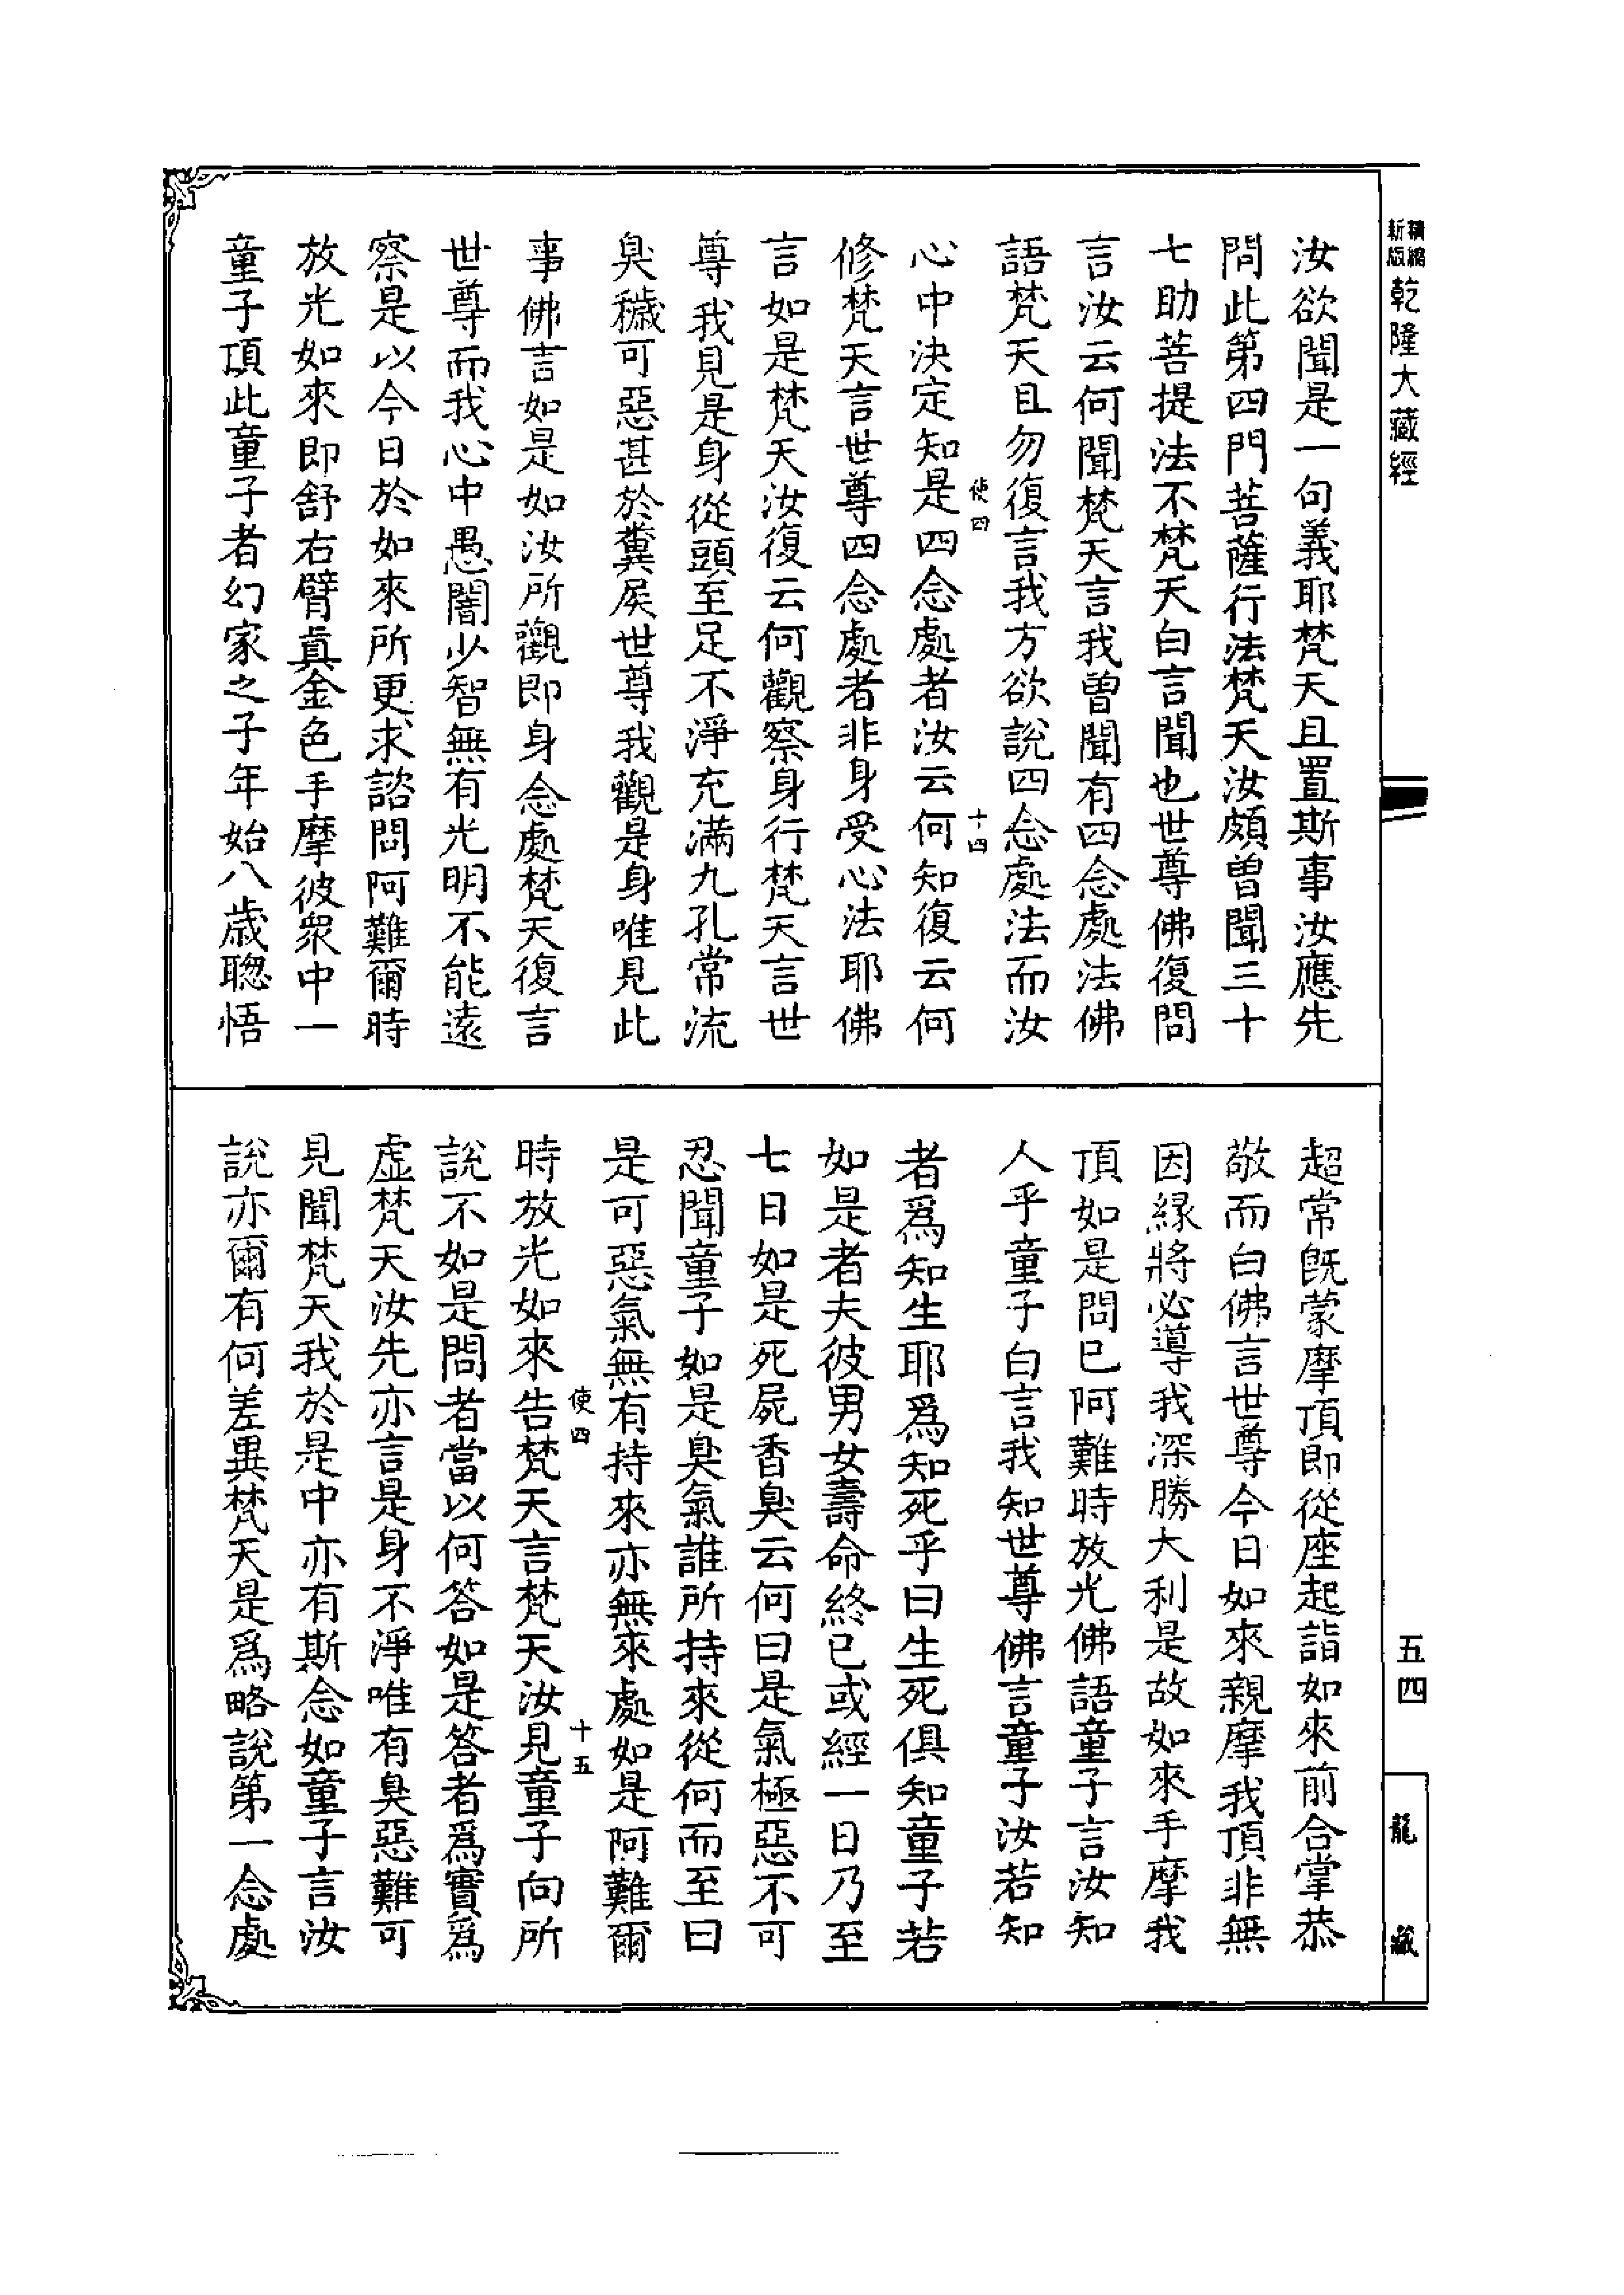 新版精縮乾隆大藏經
汝欲聞是一句義耶梵天且置斯事汝應先
問此第四門菩薩行法梵天汝頗曾聞三十
七助菩提法不梵天白言聞也世尊佛復問
言汝云何聞梵天言我曾聞有四念處法佛
語梵天且勿復言我方欲說四念處法而汝
使四
十四
心中決定知是四念處者汝云何知復云何
修梵天言世尊四念處者非身受心法耶佛
言如是梵天汝復云何觀察身行梵天言世
尊我見是身從頭至足不淨充滿九孔常流
臭穢可惡甚於糞屎世尊我觀是身唯見此
事佛言如是如汝所觀即身念處梵天復言
世尊而我心中愚闇少智無有光明不能遠
察是以今日於如來所更求諮問阿難爾時
放光如來即舒右臂真金色手摩彼眾中一
童子頂此童子者幻家之子年始八歲聰悟
超常旣蒙摩頂即從座起詣如來前合掌恭
敬而白佛言世尊今日如來親摩我頂非無
因緣將必導我深勝大利是故如來手摩我
頂如是問已阿難時放光佛語童子言汝知
人乎童子白言我知世尊佛言童子汝若知
者爲知生耶爲知死乎曰生死俱知童子若
如是者夫彼男女壽命終已或經一日乃至
七日如是死屍香臭云何曰是氣極惡不可
忍聞童子如是臭氣誰所持來從何而至曰
是可惡氣無有持來亦無來處如是阿難爾
使四
十五
時放光如來告梵天言梵天汝見童子向所
說不如是問者當以何答如是答者爲實爲
虛梵天汝先亦言是身不淨唯有臭惡難可
見聞梵天我於是中亦有斯念如童子言汝
說亦爾有何差異梵天是爲略說第一念處
五四
龍藏